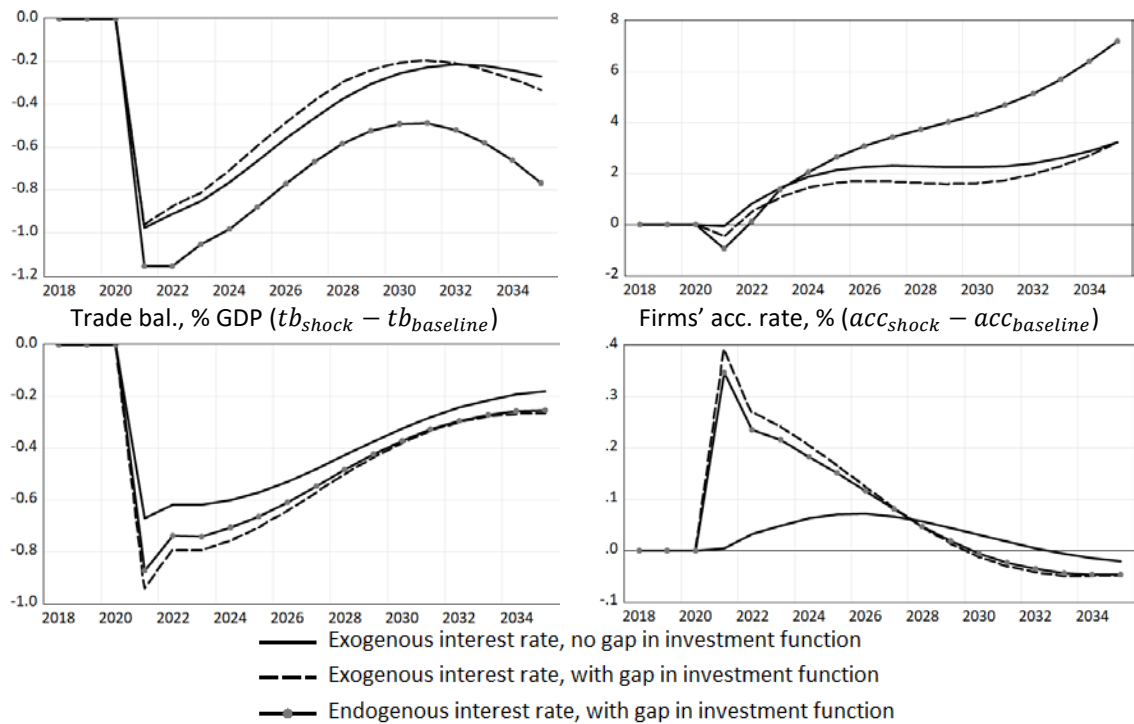 0.0
-0.2
-0.4
-0.6
-0.8
-1.0
-1.2
2018 2020 2022 2024 2026 2028 2030 2032 2034
8
6
4
2
0
-2
2018 2020 2022 2024 2026 2028 2030 2032 2034
Trade bal., % GDP (tb_shock − tb_baseline)
Firms’ acc. rate, % (acc_shock − acc_baseline)
0.0
-0.2
-0.4
-0.6
-0.8
-1.0
2018 2020 2022 2024 2026 2028 2030 2032 2034
.4
.3
.2
.1
.0
-.1
2018 2020 2022 2024 2026 2028 2030 2032 2034
Exogenous interest rate, no gap in investment function
Exogenous interest rate, with gap in investment function
Endogenous interest rate, with gap in investment function